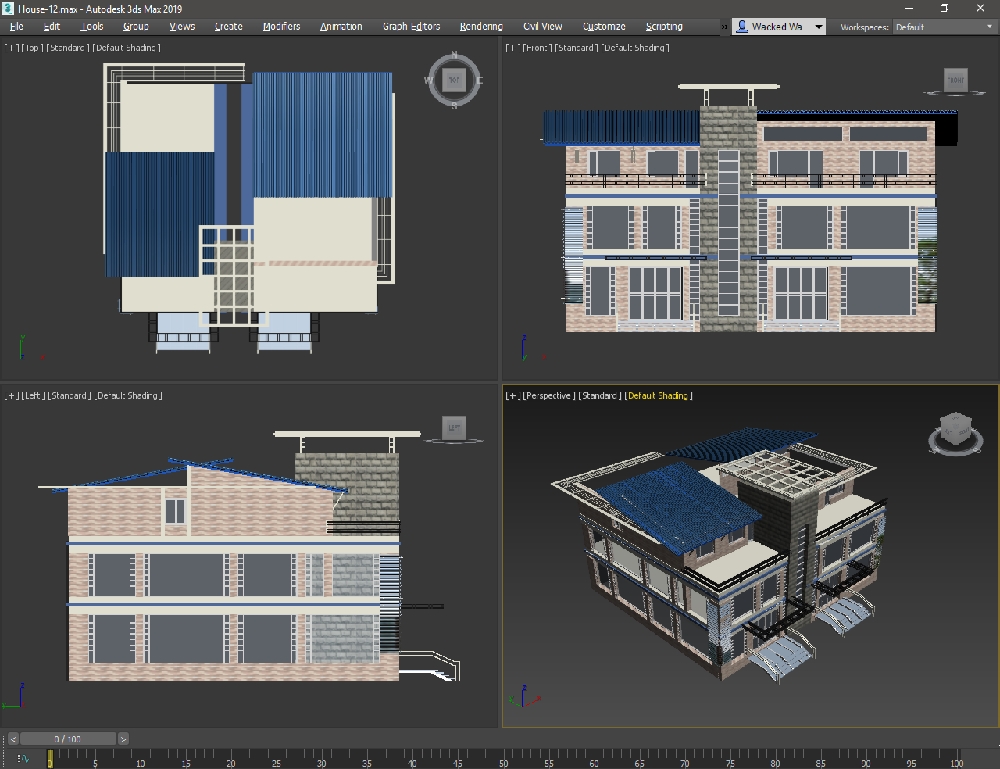 House-12.max - Autodesk 3ds Max 2019
File Edit Tools Group Views Create Modifiers Animation Graph Editors Rendering Civil View Customize Scripting » Wacked Wa Workspaces: Default
[+] [Top] [Standard] [Default Shading]
[+] [Front] [Standard] [Default Shading]
N
W TOP E
S
FRONT
[+] [Left] [Standard] [Default Shading]
[+] [Perspective] [Standard] [Default Shading]
LEFT
< 0 / 100 >
0 5 10 15 20 25 30 35 40 45 50 55 60 65 70 75 80 85 90 95 100